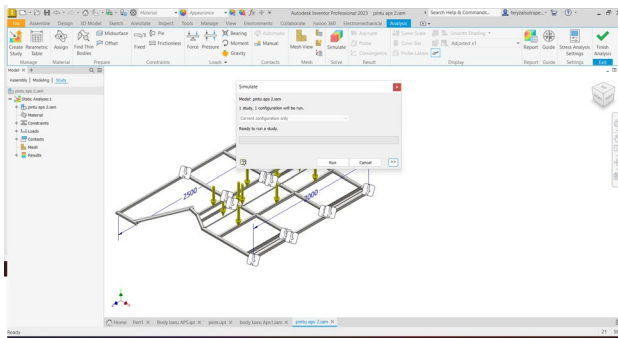 Material
Appearance
Autodesk Inventor Professional 2023 pintu aps 2.iam
Search Help & Commands...
File Assemble Design 3D Model Sketch Annotate Inspect Tools Manage View Environments Collaborate Fusion 360 Electromechanical Analysis
Create Study
Parametric Table
Assign
Find Thin Bodies
Midsurface
Offset
Fixed
Pin
Frictionless
Force
Pressure
Bearing
Moment
Gravity
Automatic
Manual
Mesh View
Simulate
Animate
Probe
Convergence
Same Scale
Color Bar
Probe Labels
Smooth Shading
Adjusted x1
Report
Guide
Stress Analysis Settings
Finish Analysis
Manage Material Prepare Constraints Loads Contacts Mesh Solve Result Display Report Guide Settings Exit
Model
Assembly | Modeling | Study
pintu aps 2.iam
Static Analysis:1
pintu aps 2.iam
Material
Constraints
Loads
Contacts
Mesh
Results
Simulate
Model: pintu aps 2.iam
1 study, 1 configuration will be run.
Current configuration only
Ready to run a study.
Run
Cancel
>>
2500
2000
Home
Part1
Body baru APS.ipt
pintu.ipt
body baru Aps1.iam
pintu aps 2.iam
Ready
21